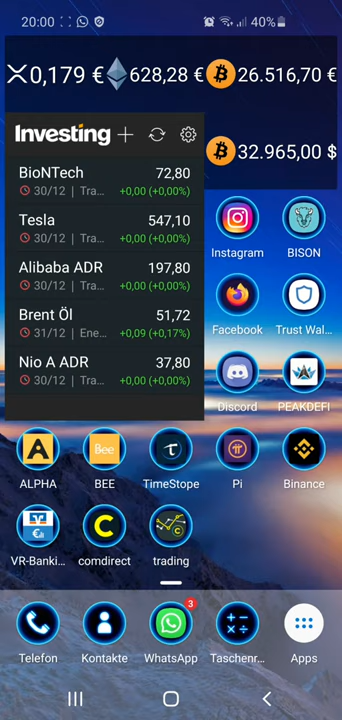 20:00
40%
0,179 €
628,28 €
26.516,70 €
32.965,00 $
Investing
BioNTech 72,80
30/12 | Tra... +0,00 (+0,00%)
Tesla 547,10
30/12 | Tra... +0,00 (+0,00%)
Alibaba ADR 197,80
30/12 | Tra... +0,00 (+0,00%)
Brent Öl 51,72
31/12 | Ene... +0,09 (+0,17%)
Nio A ADR 37,80
30/12 | Tra... +0,00 (+0,00%)
Instagram BISON
Facebook Trust Wal...
Discord PEAKDEFI
Bee
ALPHA BEE TimeStope Pi Binance
VR-Banki... comdirect trading
3
Telefon Kontakte WhatsApp Taschenr... Apps